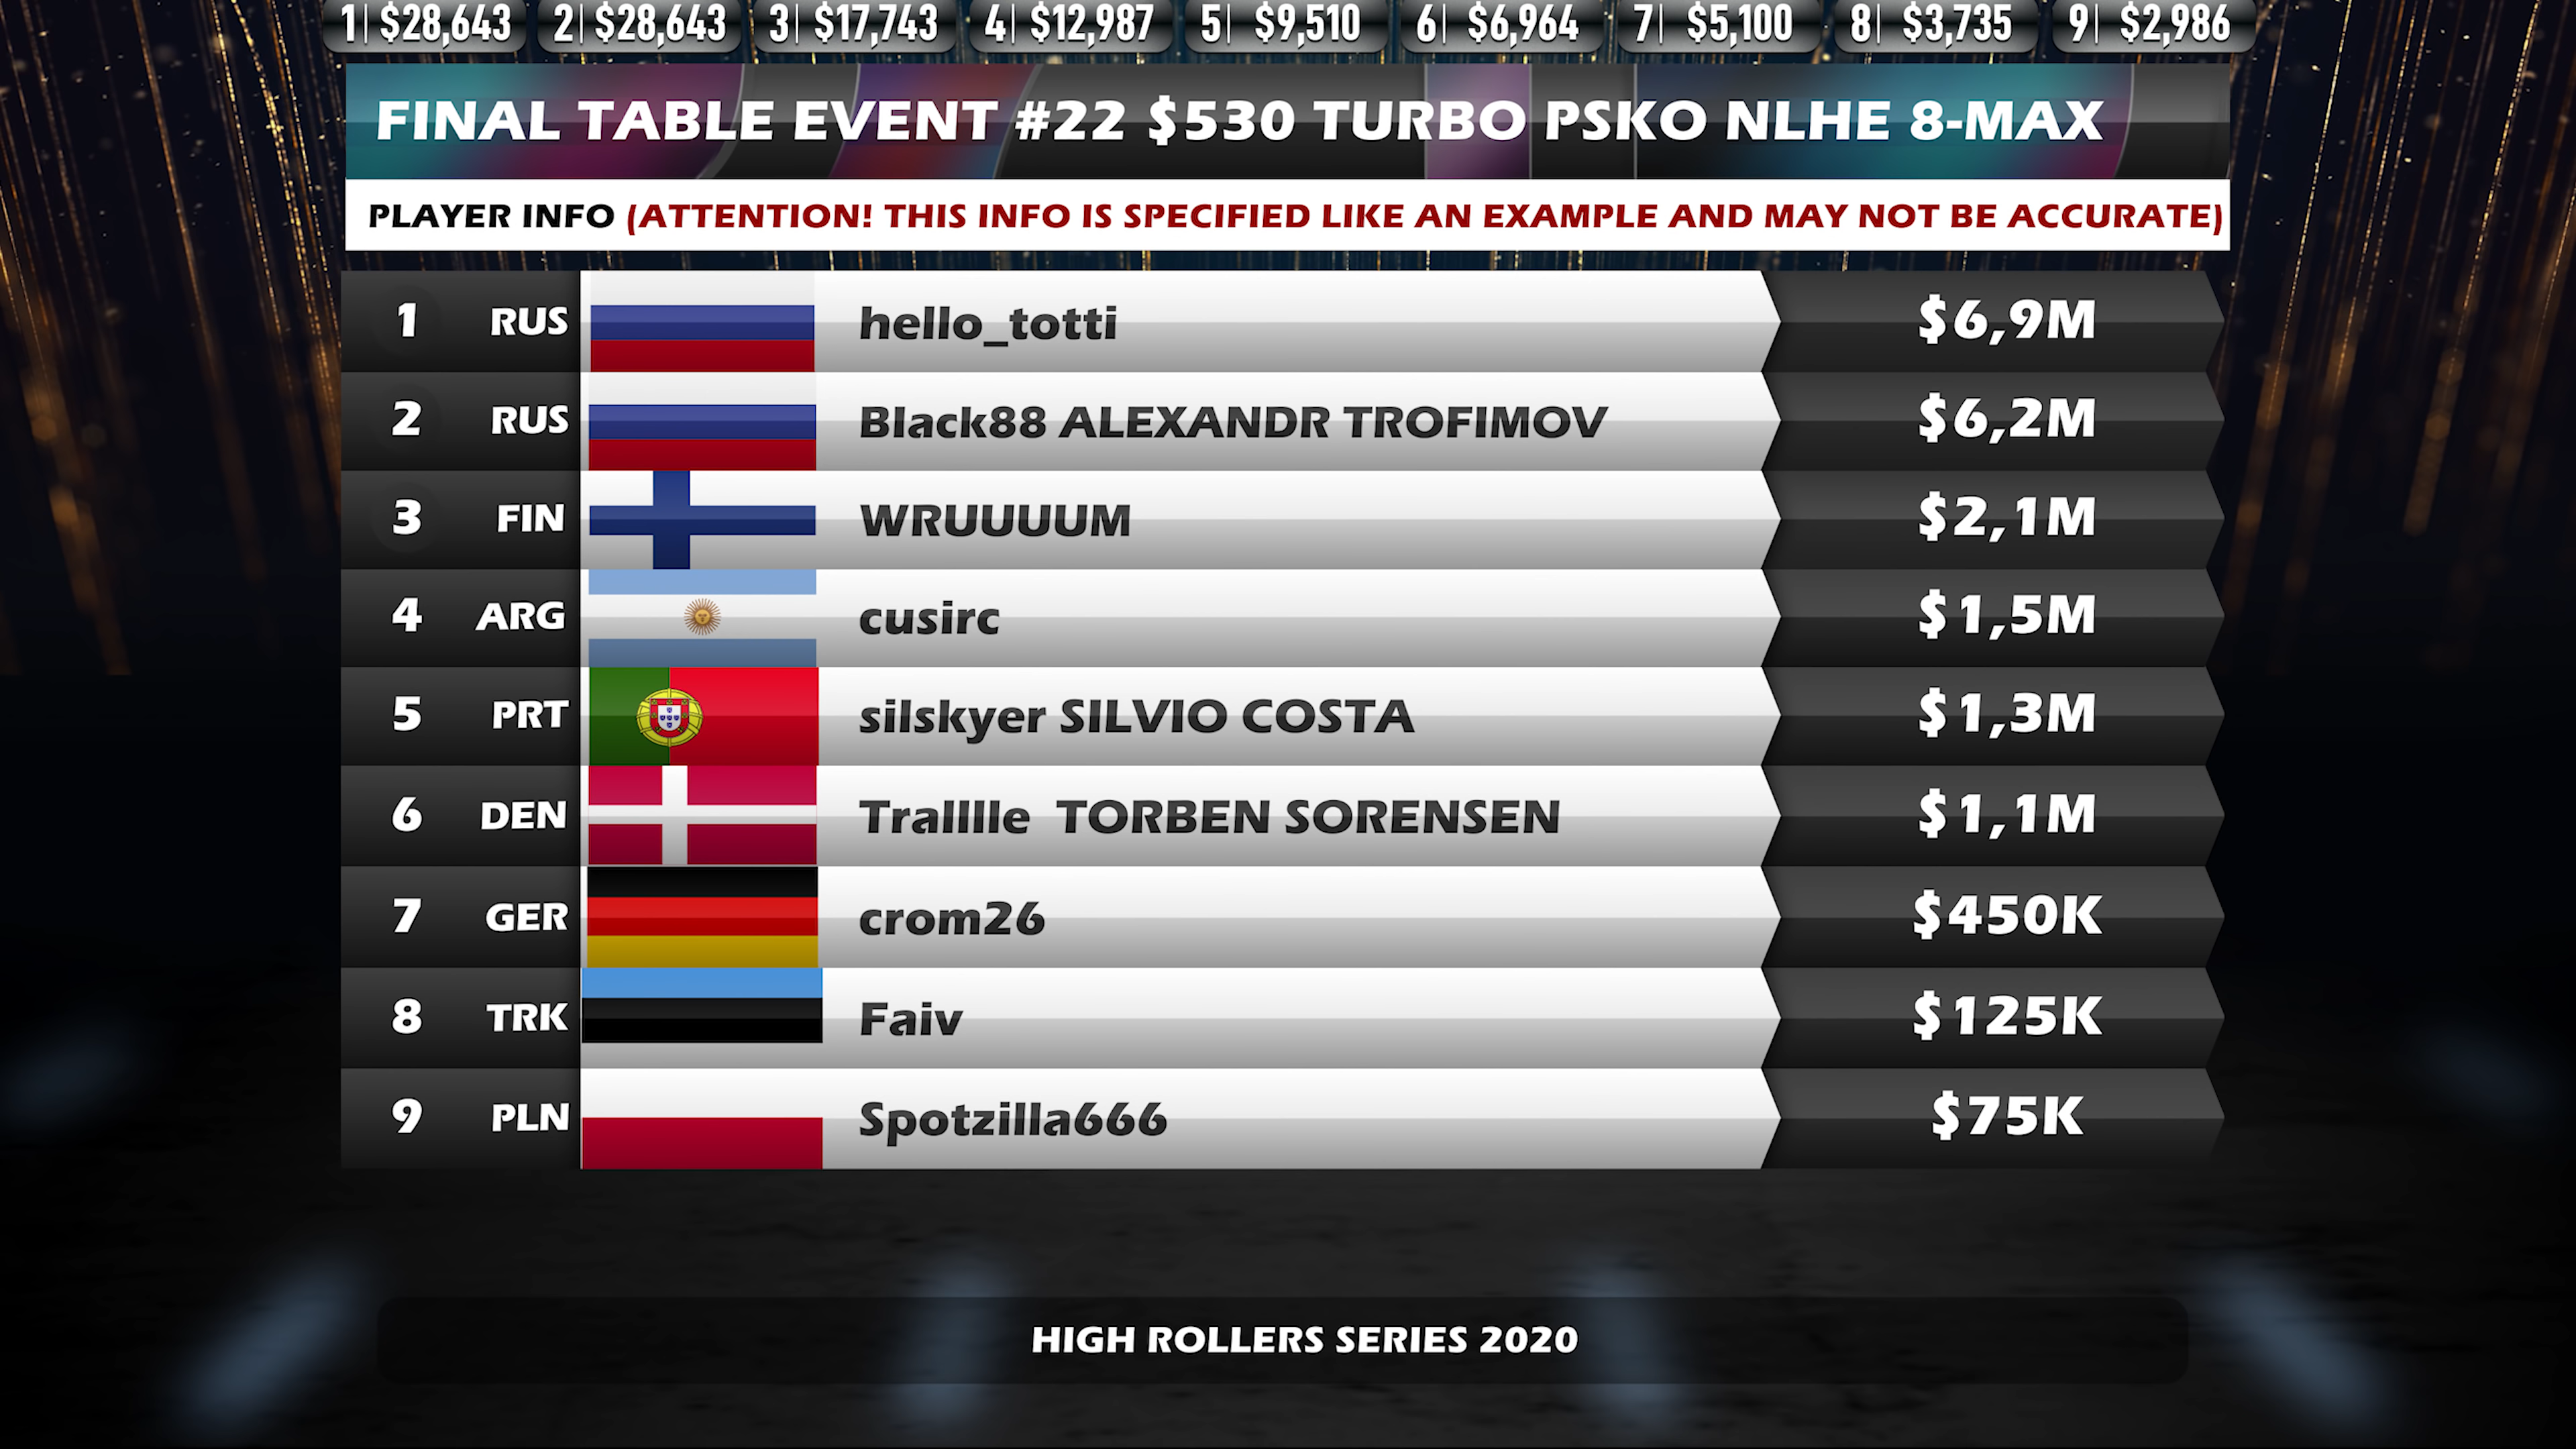 1| $28,643 2| $28,643 3| $17,743 4| $12,987 5| $9,510 6| $6,964 7| $5,100 8| $3,735 9| $2,986
FINAL TABLE EVENT #22 $530 TURBO PSKO NLHE 8-MAX
PLAYER INFO (ATTENTION! THIS INFO IS SPECIFIED LIKE AN EXAMPLE AND MAY NOT BE ACCURATE)
1 RUS hello_totti $6,9M
2 RUS Black88 ALEXANDR TROFIMOV $6,2M
3 FIN WRUUUUM $2,1M
4 ARG cusirc $1,5M
5 PRT silskyer SILVIO COSTA $1,3M
6 DEN Trallllle TORBEN SORENSEN $1,1M
7 GER crom26 $450K
8 TRK Faiv $125K
9 PLN Spotzilla666 $75K
HIGH ROLLERS SERIES 2020